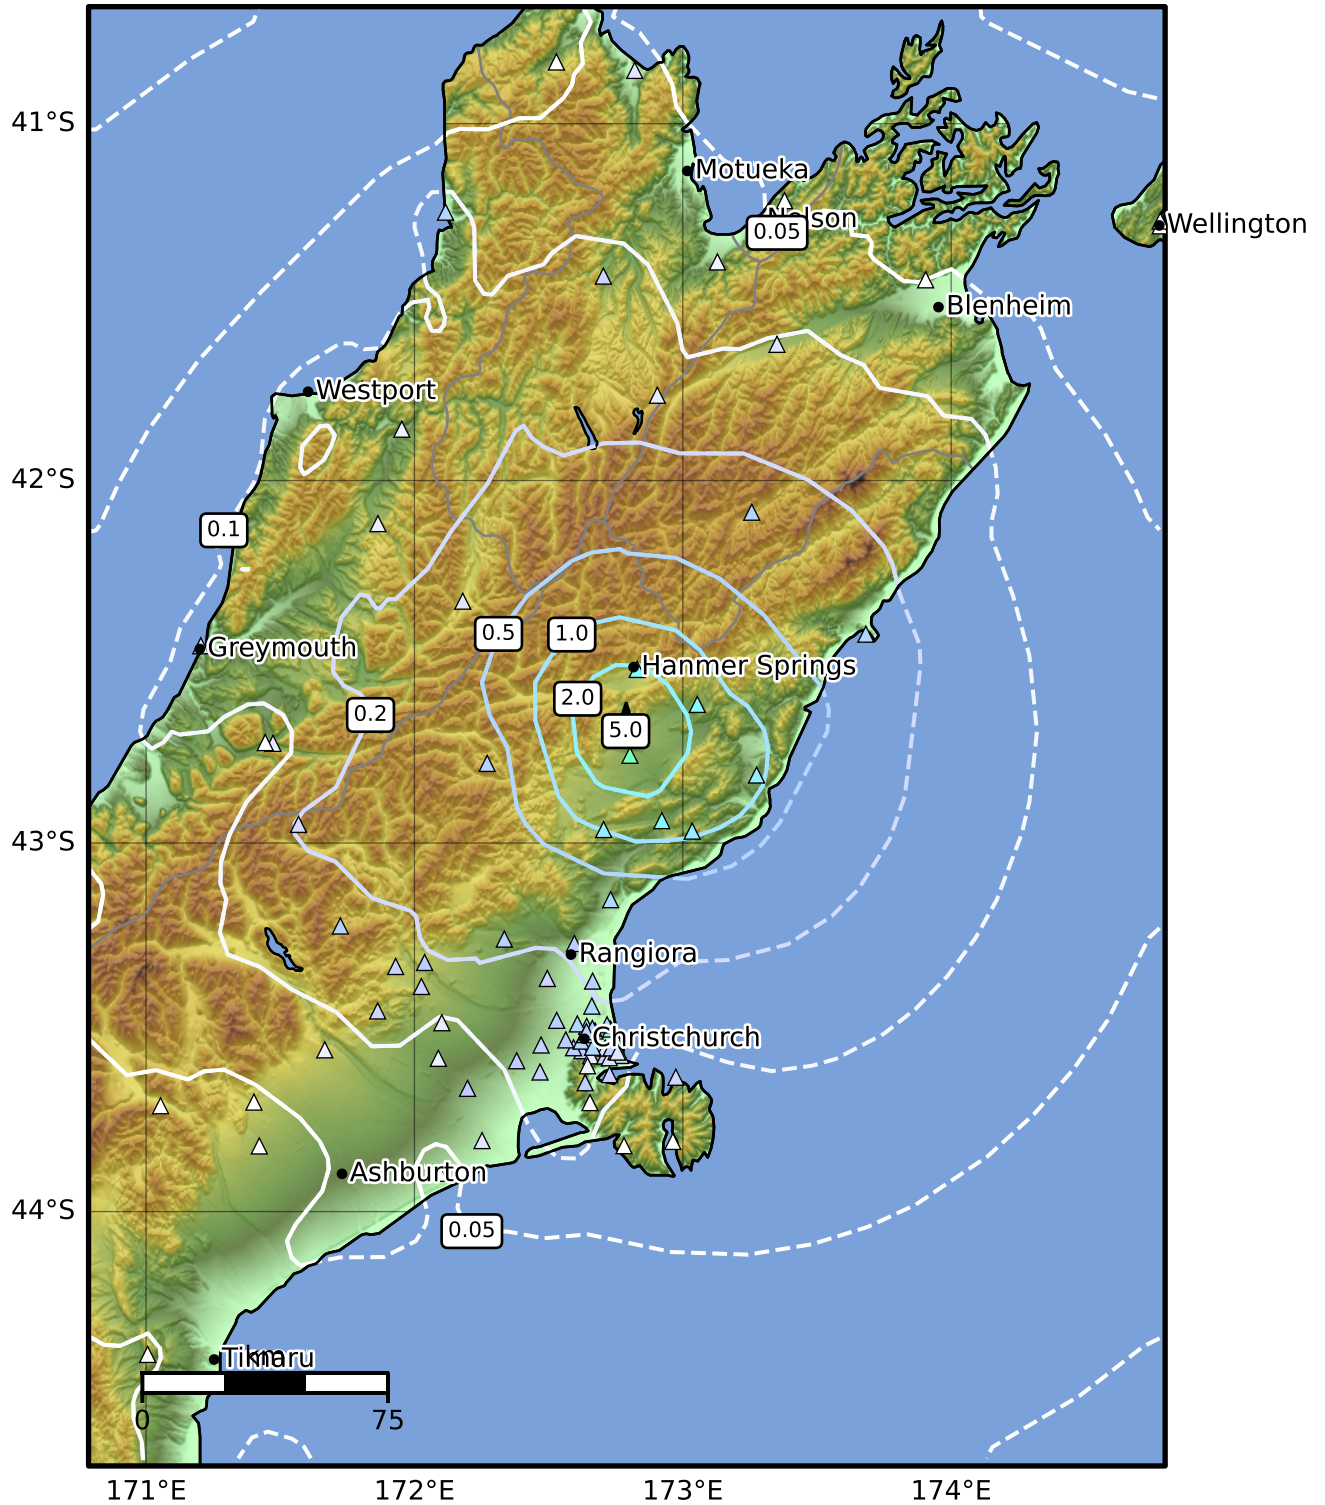 41°S
Motueka
Nelson
Wellington
0.05
Blenheim
Westport
42°S
0.1
0.5
1.0
Greymouth
Hanmer Springs
2.0
0.2
5.0
43°S
Rangiora
Christchurch
Ashburton
44°S
0.05
Timaru
km
0
75
171°E
172°E
173°E
174°E